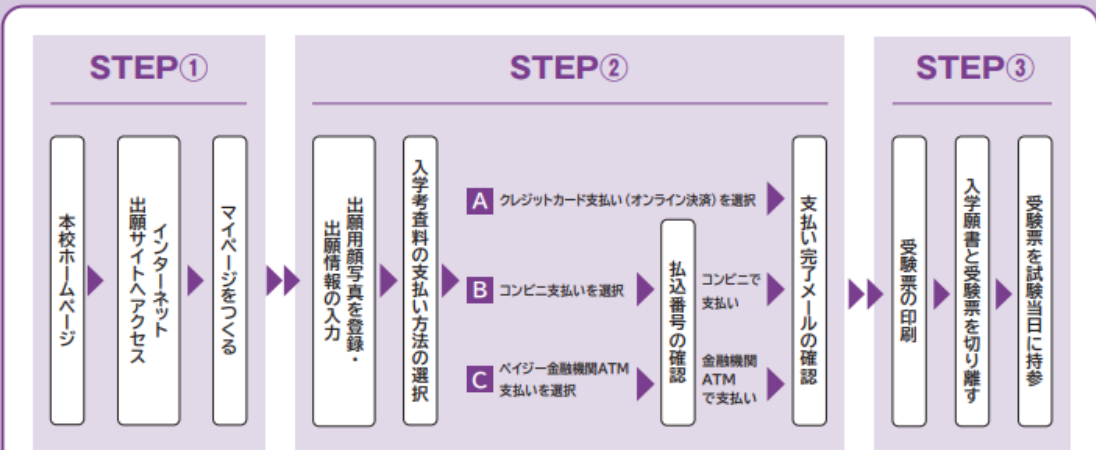 STEP①
本校ホームページ
インターネット
出願サイトへアクセス
マイページをつくる
STEP②
出願用顔写真を登録・
出願情報の入力
入学考査料の支払い方法の選択
A クレジットカード支払い（オンライン決済）を選択
B コンビニ支払いを選択
C ペイジー金融機関ATM
支払いを選択
払込番号の確認
コンビニで
支払い
金融機関
ATM
で支払い
支払い完了メールの確認
STEP③
受験票の印刷
入学願書と受験票を切り離す
受験票を試験当日に持参